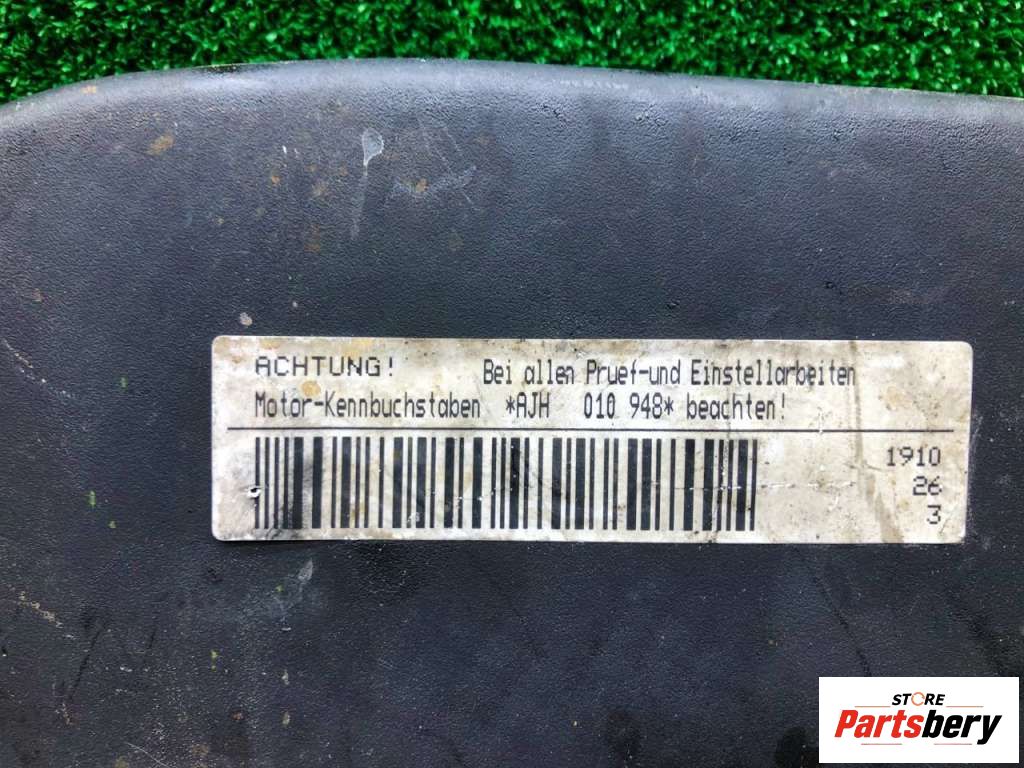 ACHTUNG! Bei allen Pruef-und Einstellarbeiten
Motor-Kennbuchstaben *AJH 010 948* beachten!
1910
26
3
STORE
Partsbery